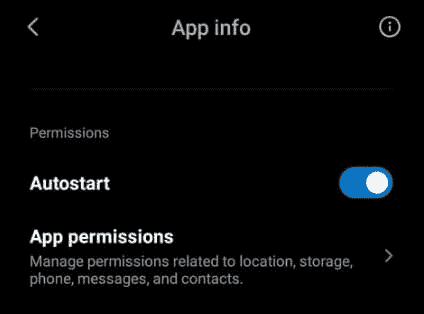 App info
Permissions
Autostart
App permissions
Manage permissions related to location, storage,
phone, messages, and contacts.